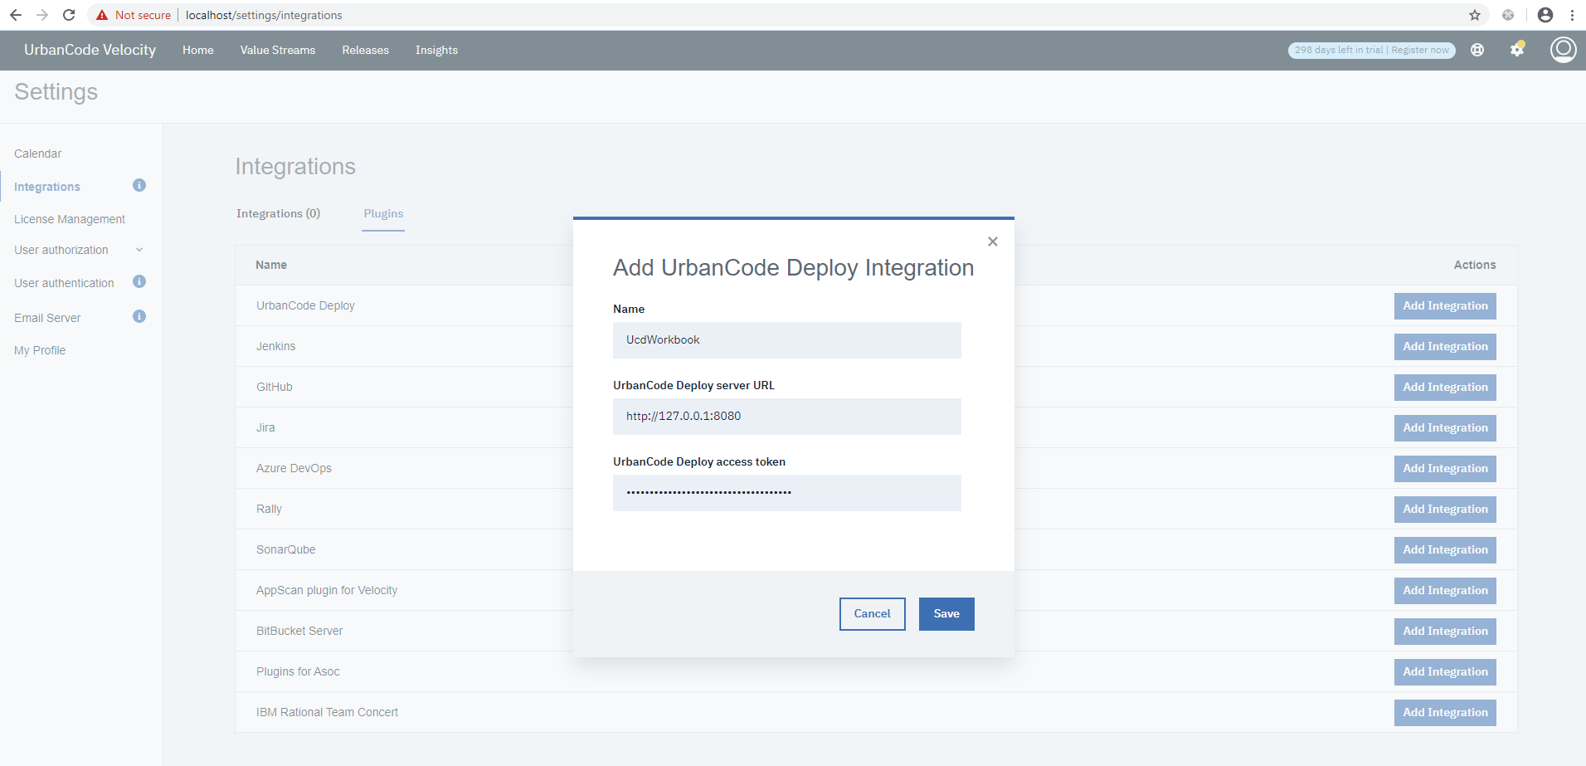 Not secure | localhost/settings/integrations
UrbanCode Velocity Home Value Streams Releases Insights 298 days left in trial | Register now
Settings
Calendar
Integrations
License Management
User authorization
User authentication
Email Server
My Profile
Integrations
Integrations (0) Plugins
Name Actions
UrbanCode Deploy Add Integration
Jenkins Add Integration
GitHub Add Integration
Jira Add Integration
Azure DevOps Add Integration
Rally Add Integration
SonarQube Add Integration
AppScan plugin for Velocity Add Integration
BitBucket Server Add Integration
Plugins for Asoc Add Integration
IBM Rational Team Concert Add Integration
Add UrbanCode Deploy Integration
Name
UcdWorkbook
UrbanCode Deploy server URL
http://127.0.0.1:8080
UrbanCode Deploy access token
••••••••••••••••••••••••••••••••••••
Cancel Save